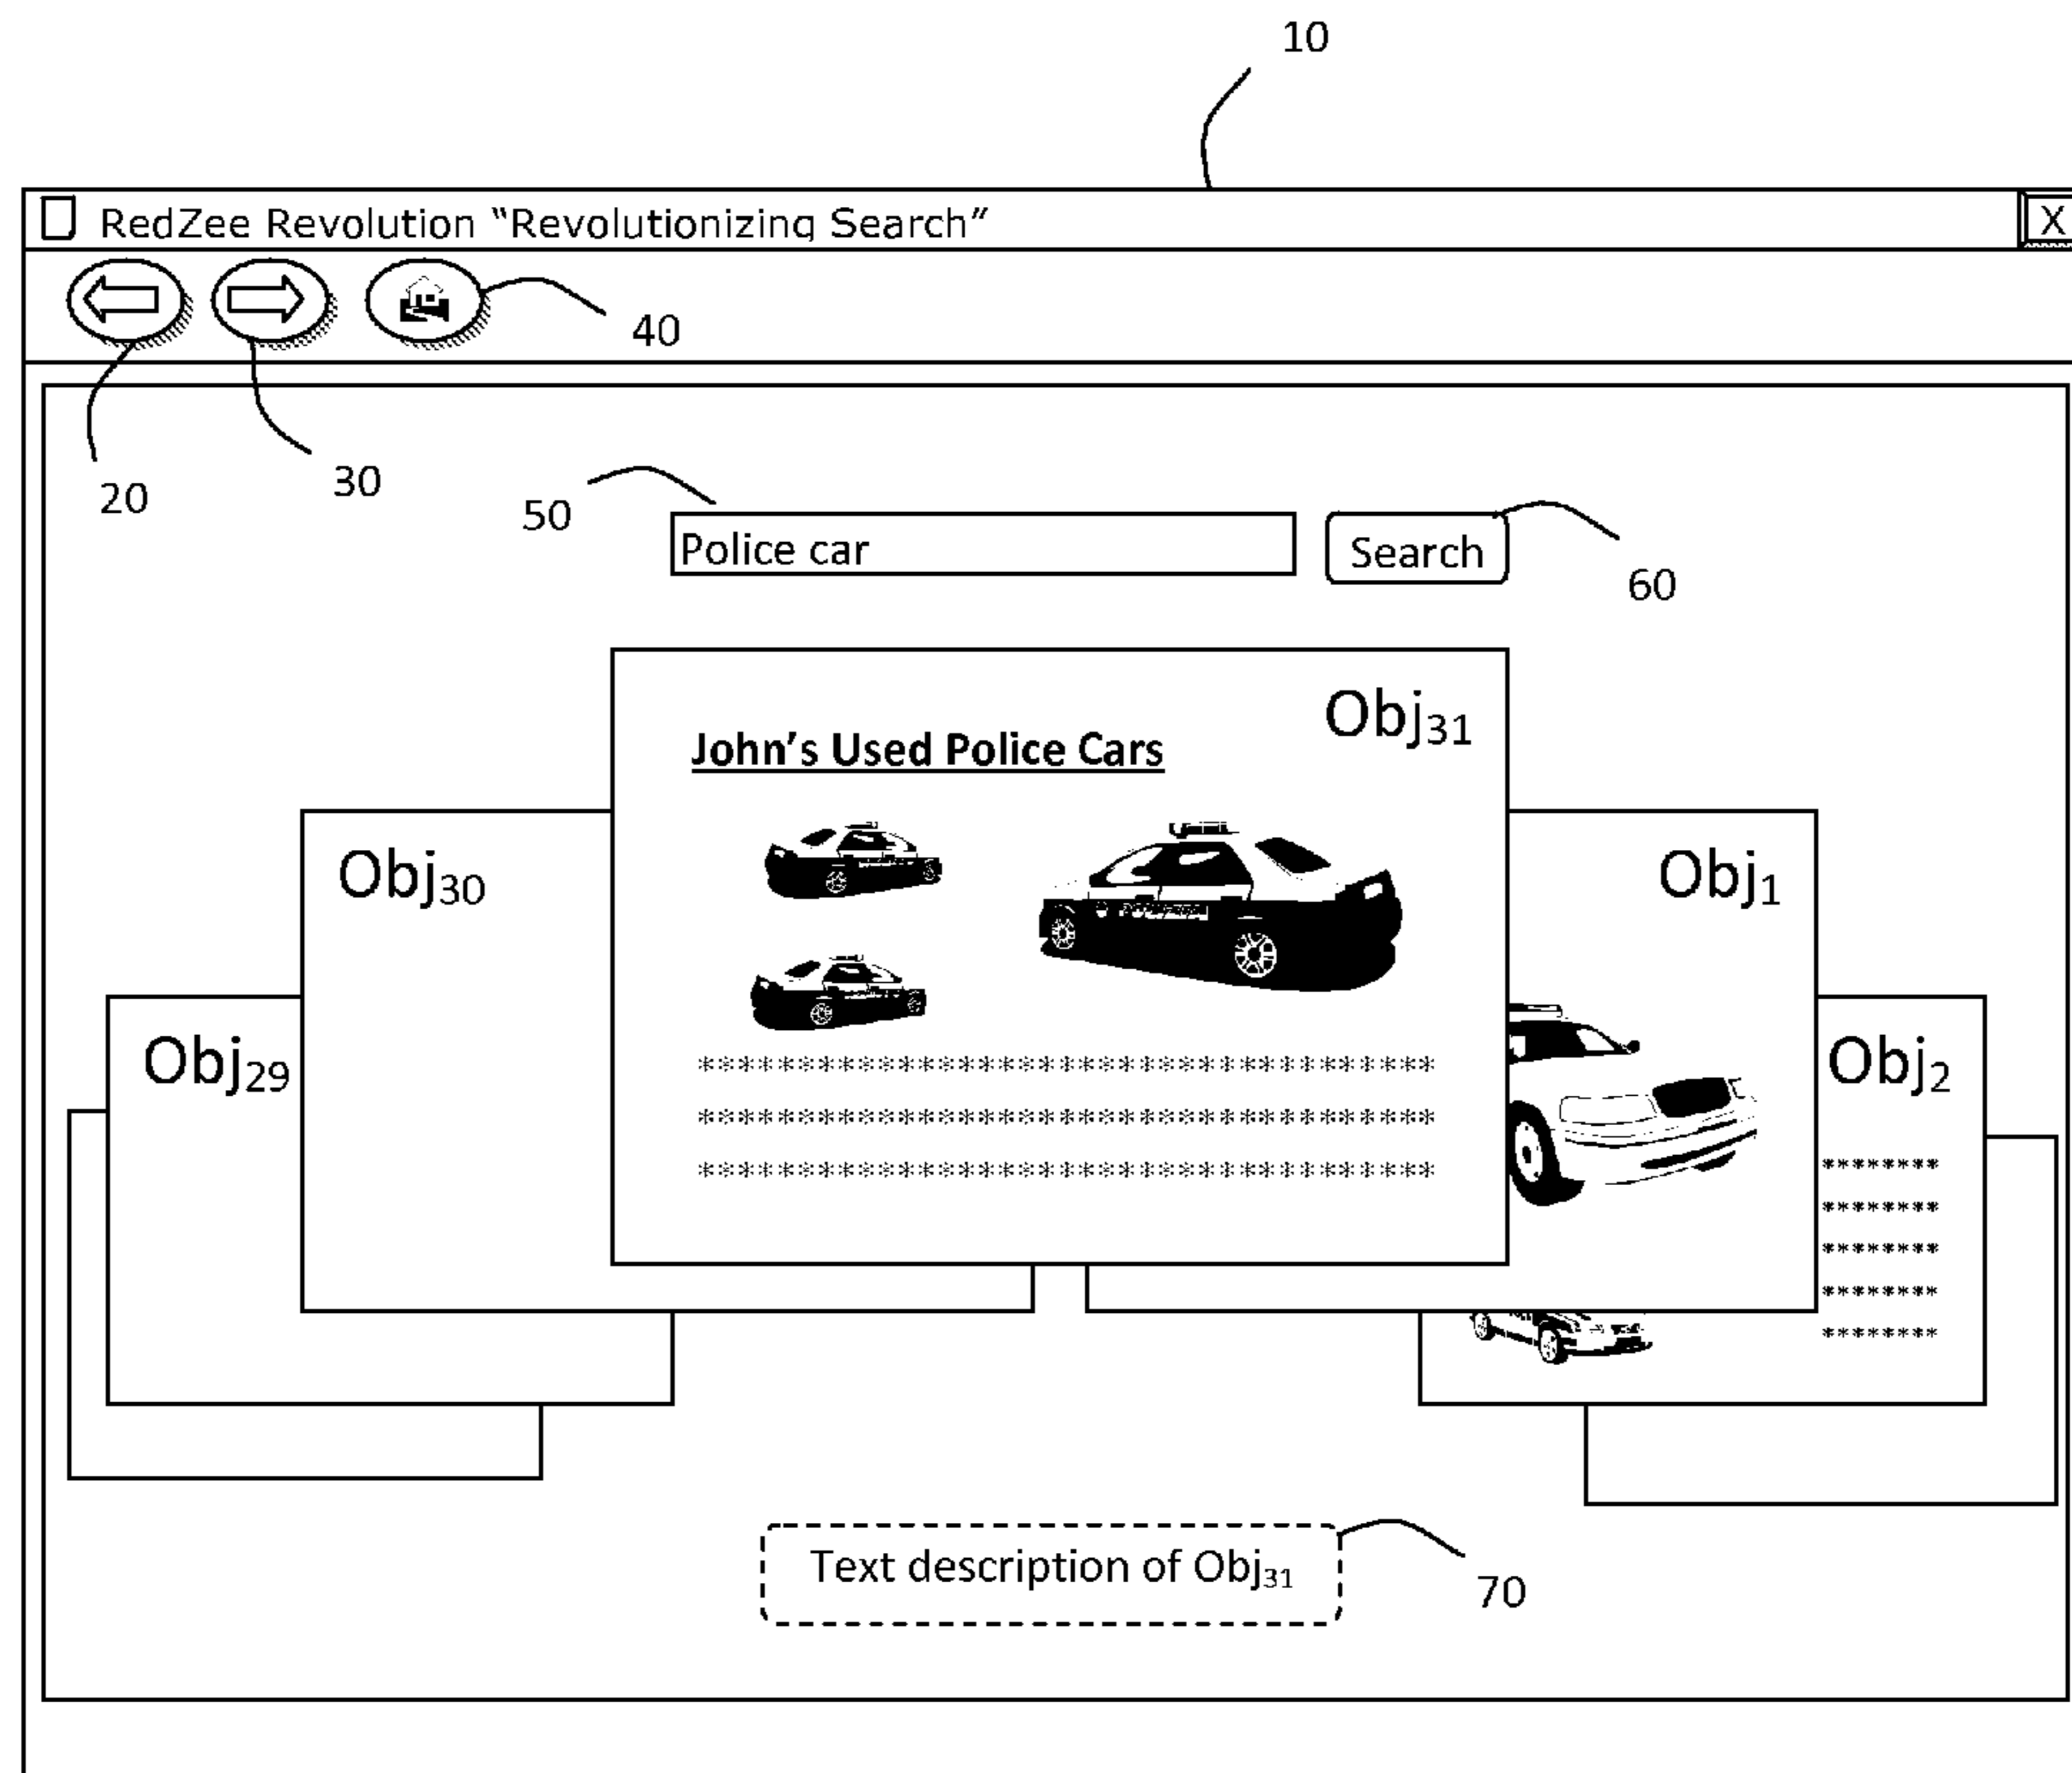 10
RedZee Revolution “Revolutionizing Search”
X
40
20
30
50
Police car
Search
60
Obj31
John’s Used Police Cars
Obj30
Obj1
Obj29
Obj2
*************************************
*************************************
*************************************
********
********
********
********
********
Text description of Obj31
70